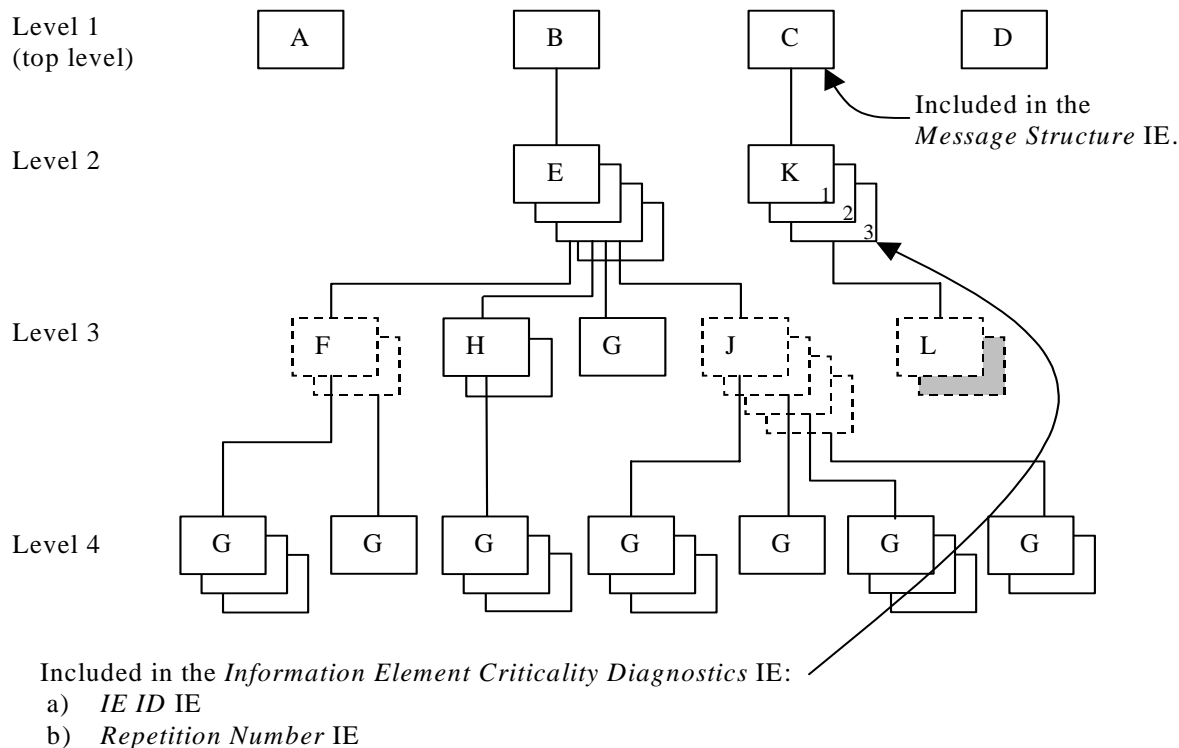 Level 1 A B C D
(top level)
Included in the
Message Structure IE.
Level 2 E K
1
2
3
Level 3 F H G J L
Level 4 G G G G G G G
Included in the Information Element Criticality Diagnostics IE:
a) IE ID IE
b) Repetition Number IE